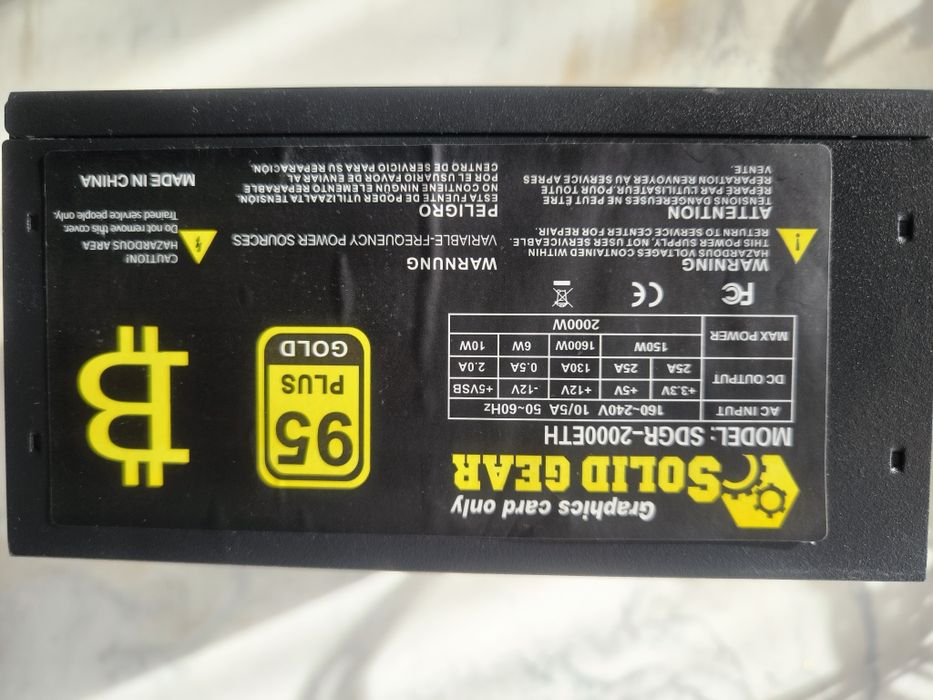 Graphics card only
SOLID GEAR
MODEL: SDGR-2000ETH
AC INPUT 160-240V 10/5A 50-60Hz
DC OUTPUT +3.3V +5V +12V -12V +5VSB
25A 25A 130A 0.5A 2.0A
MAX POWER 150W 1600W 6W 10W
2000W
95
PLUS
GOLD
FC CE
WARNING
HAZARDOUS VOLTAGES CONTAINED WITHIN
THIS POWER SUPPLY, NOT USER SERVICEABLE.
RETURN TO SERVICE FOR CENTER FOR REPAIR.
ATTENTION
TENSIONS DANGEREUSES NE PEUT ÊTRE
REPARE PAR L'UTILISATEUR.POUR TOUTE
REPARATION RENVOYER AU SERVICE APRES
VENTE.
WARNUNG
VARIABLE-FREQUENCY POWER SOURCES
PELIGRO
ESTA FUENTE DE PODER UTILIZAALTA TENSIÓN.
NO CONTIENE NINGÚN ELEMENTO REPARABLE
POR EL USUARIO FAVOR DE ENVIAR AL
CENTRO DE SERVICIO PARA SU REPARACIÓN.
CAUTION!
HAZARDOUS AREA
Do not remove this cover.
Trained service people only.
MADE IN CHINA